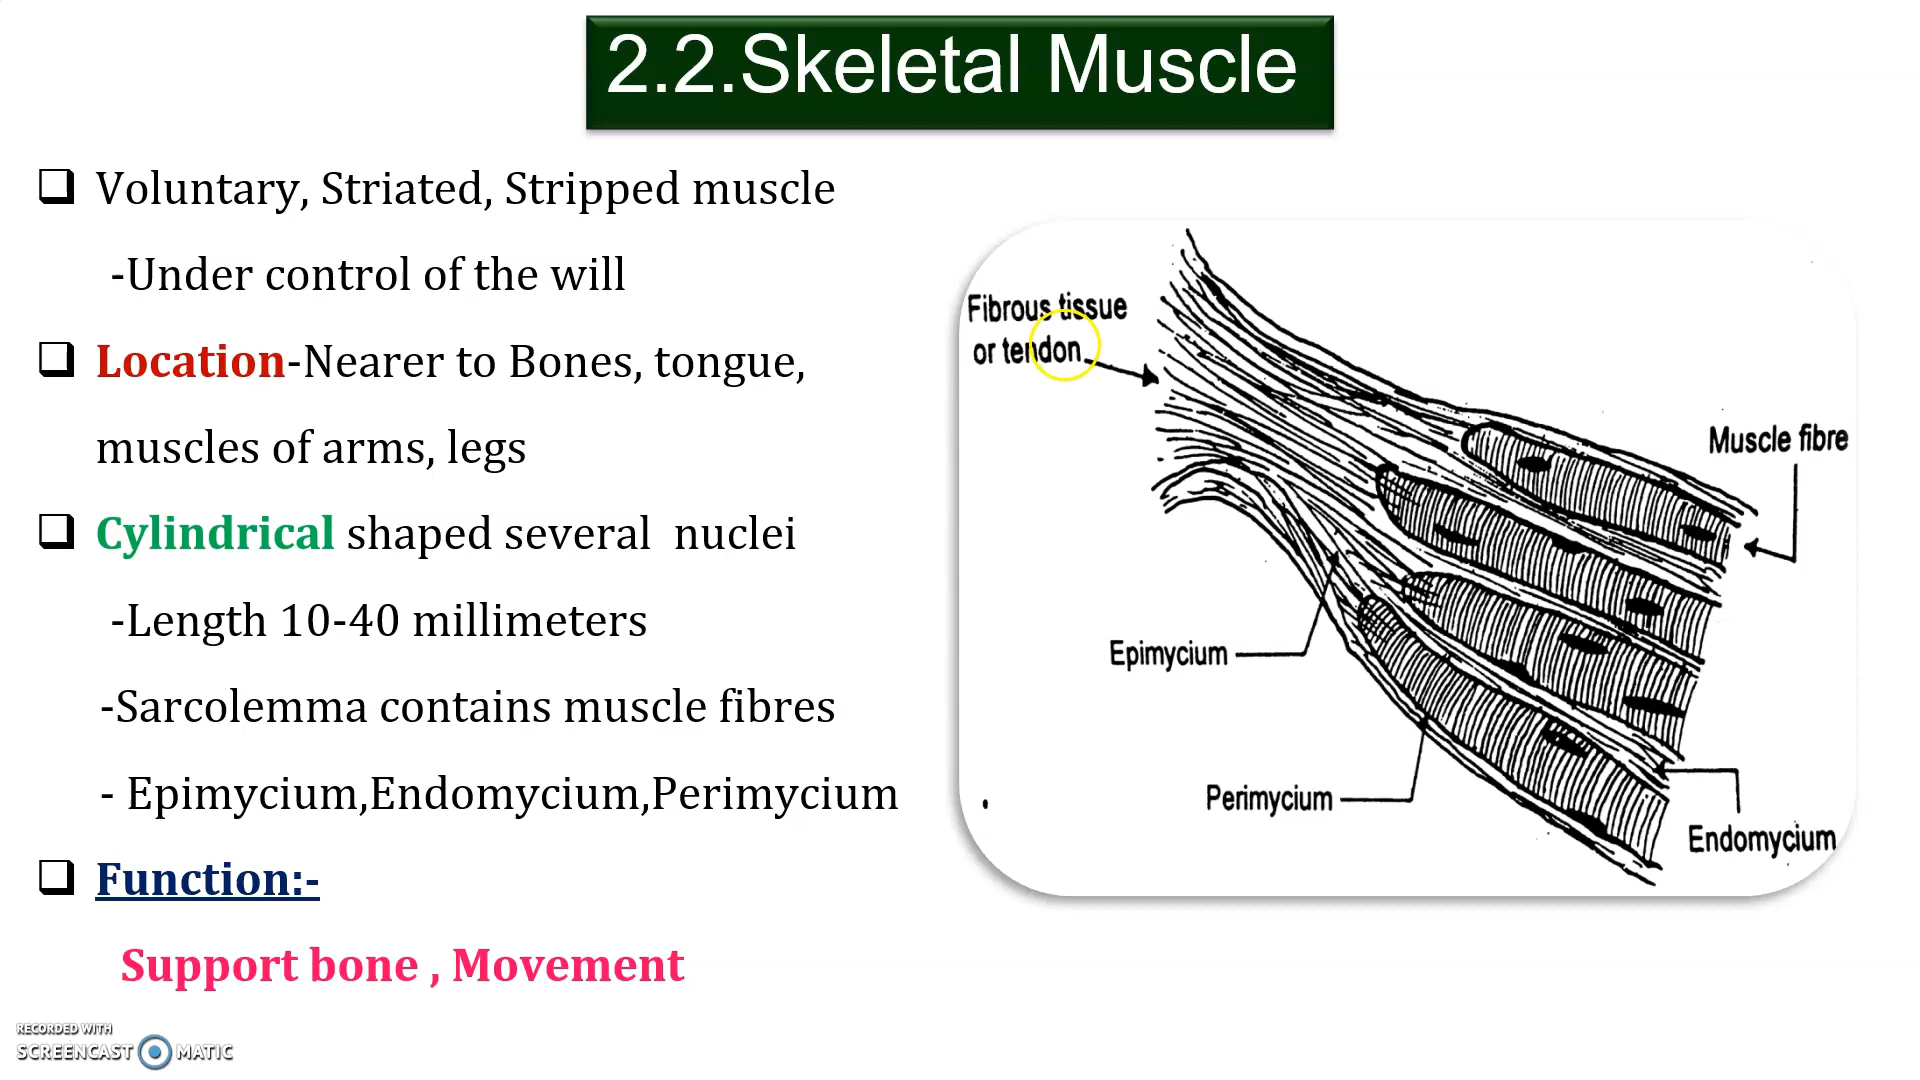 2.2.Skeletal Muscle
Voluntary, Striated, Stripped muscle
-Under control of the will
Location-Nearer to Bones, tongue,
muscles of arms, legs
Cylindrical shaped several nuclei
-Length 10-40 millimeters
-Sarcolemma contains muscle fibres
- Epimycium,Endomycium,Perimycium
Function:-
Support bone , Movement
Fibrous tissue
or tendon
Muscle fibre
Epimycium
Perimycium
Endomycium
RECORDED WITH
SCREENCAST MATIC